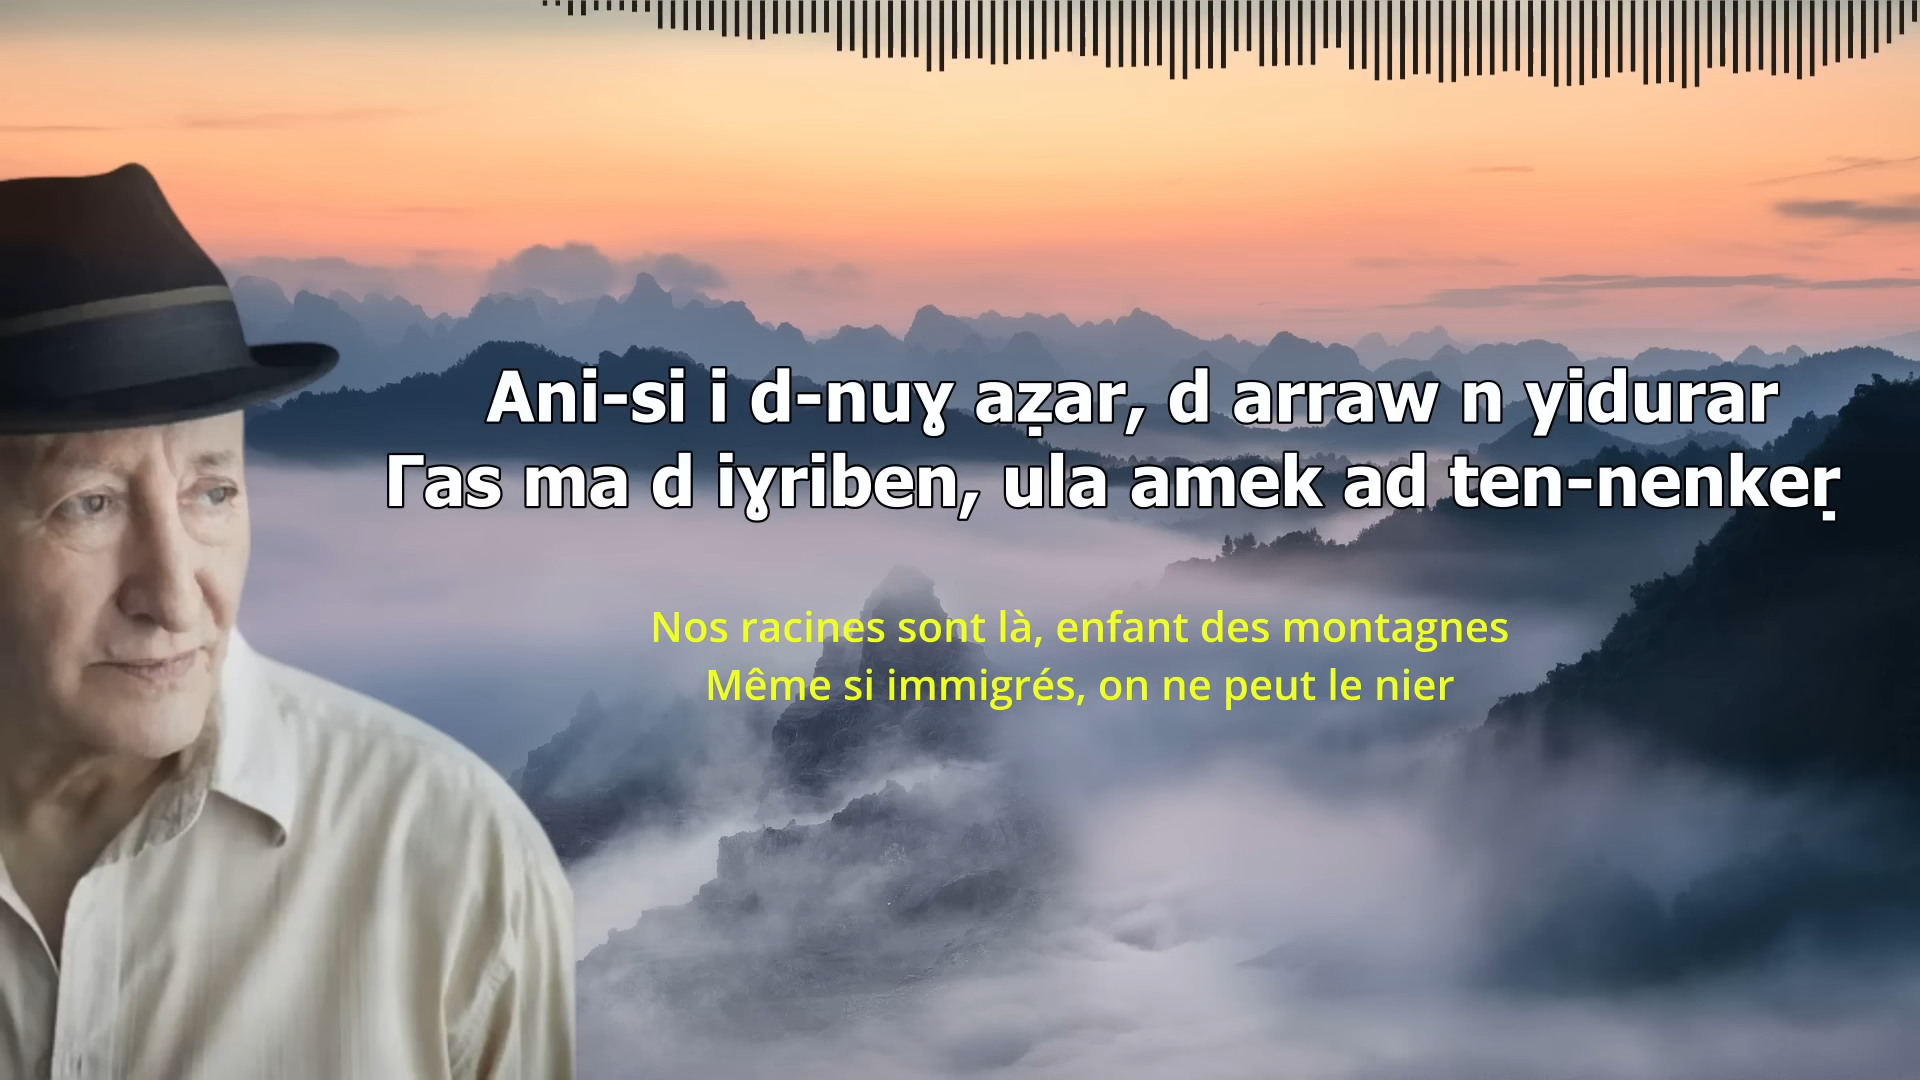 Ani-si i d-nuɣ aẓar, d arraw n yidurar
Γas ma d iɣriben, ula amek ad ten-nenkeṛ
Nos racines sont là, enfant des montagnes
Même si immigrés, on ne peut le nier